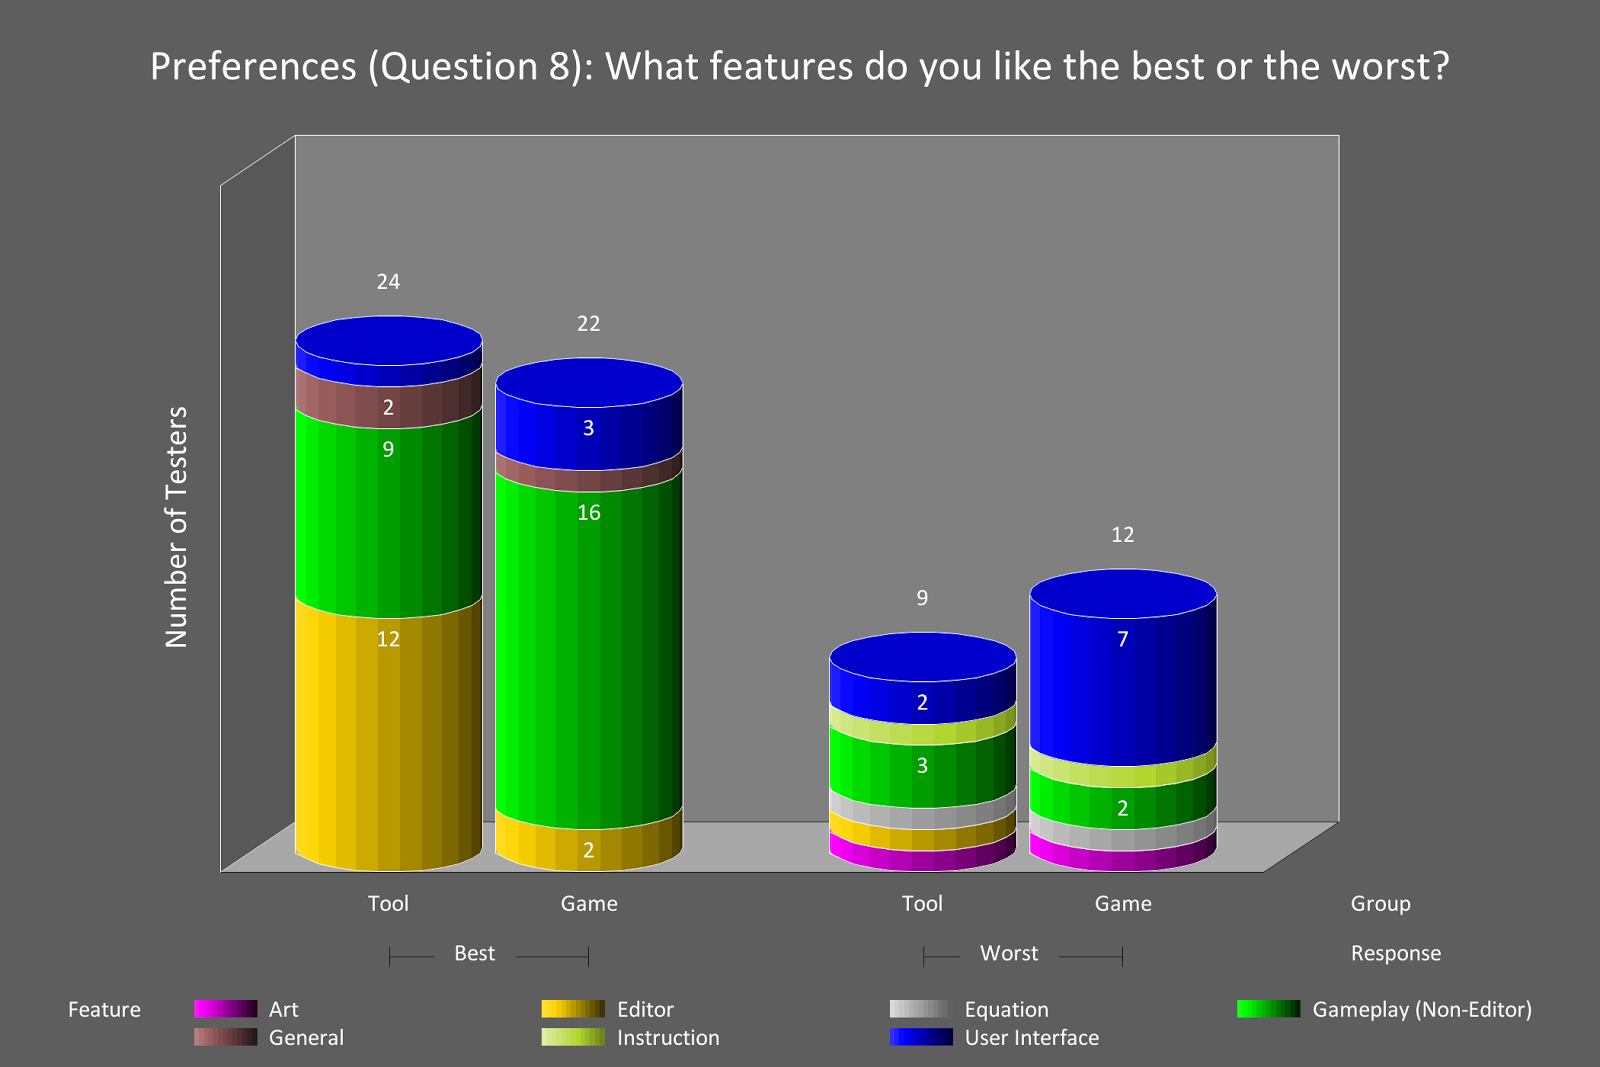 Preferences (Question 8): What features do you like the best or the worst?
Number of Testers
24
22
2
3
9
16
12
12
9
7
2
3
2
2
Tool Game Tool Game Group
Best Worst Response
Feature Art Editor Equation Gameplay (Non-Editor)
General Instruction User Interface